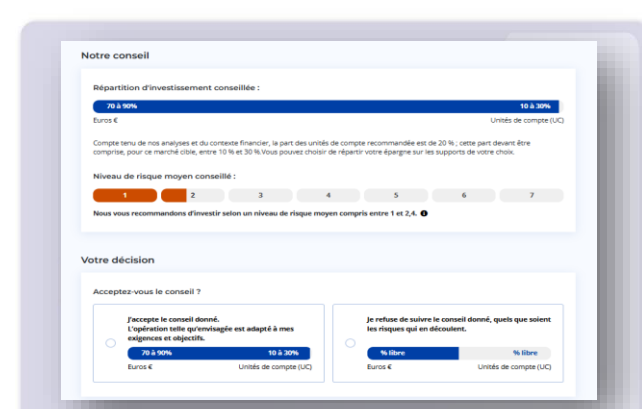 Notre conseil
Répartition d'investissement conseillée :
70 à 90% 10 à 30%
Euros € Unités de compte (UC)
Compte tenu de nos analyses et du contexte financier, la part des unités de compte recommandée est de 20 % ; cette part devant être
comprise, pour ce marché cible, entre 10 % et 30 % Vous pouvez choisir de répartir votre épargne sur les supports de votre choix.
Niveau de risque moyen conseillé :
1 2 3 4 5 6 7
Nous vous recommandons d'investir selon un niveau de risque moyen compris entre 1 et 2,4.
Votre décision
Acceptez-vous le conseil ?
J'accepte le conseil donné.
L'opération telle qu'envisagée est adapté à mes
exigences et objectifs.
70 à 90% 10 à 30%
Euros € Unités de compte (UC)
Je refuse de suivre le conseil donné, quels que soient
les risques qui en découlent.
% libre % libre
Euros € Unités de compte (UC)